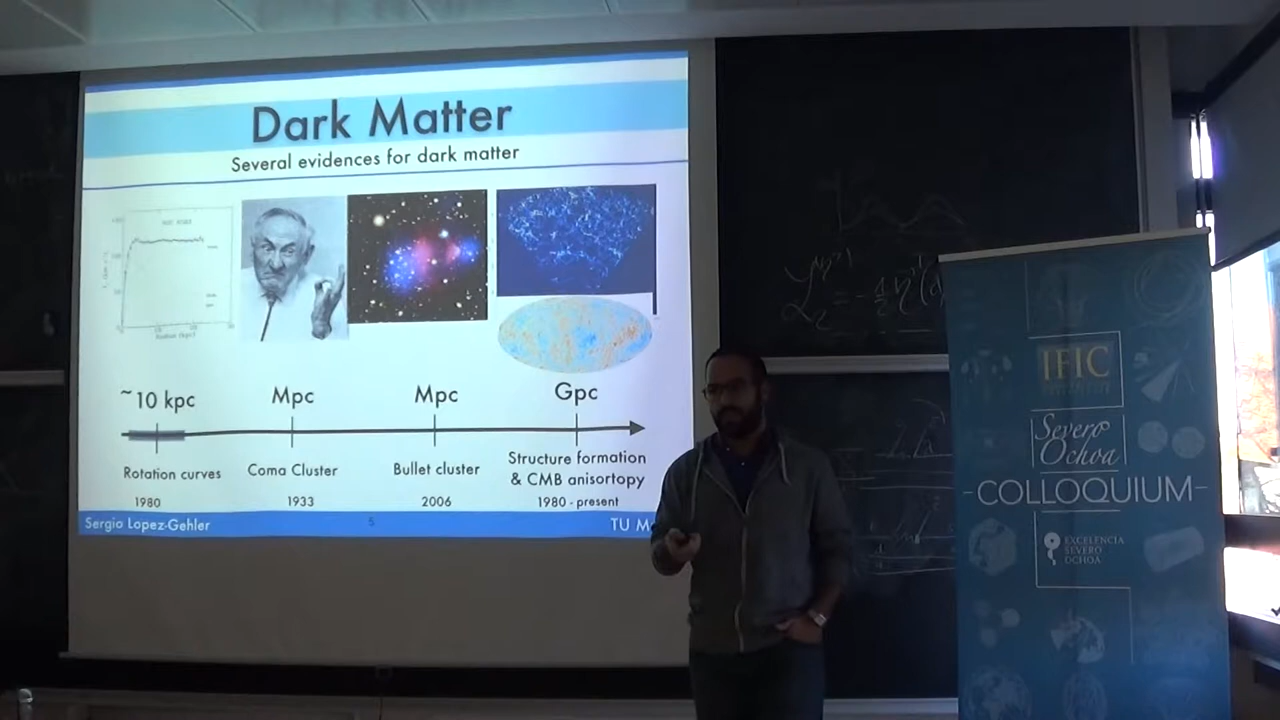 Dark Matter
Several evidences for dark matter
~10 kpc
Mpc
Mpc
Gpc
Rotation curves
Coma Cluster
Bullet cluster
Structure formation
& CMB anisortopy
1980
1933
2006
1980 - present
Sergio Lopez-Gehler
5
TU M
IFIC
Severo
Ochoa
COLLOQUIUM
EXCELENCIA
SEVERO
OCHOA